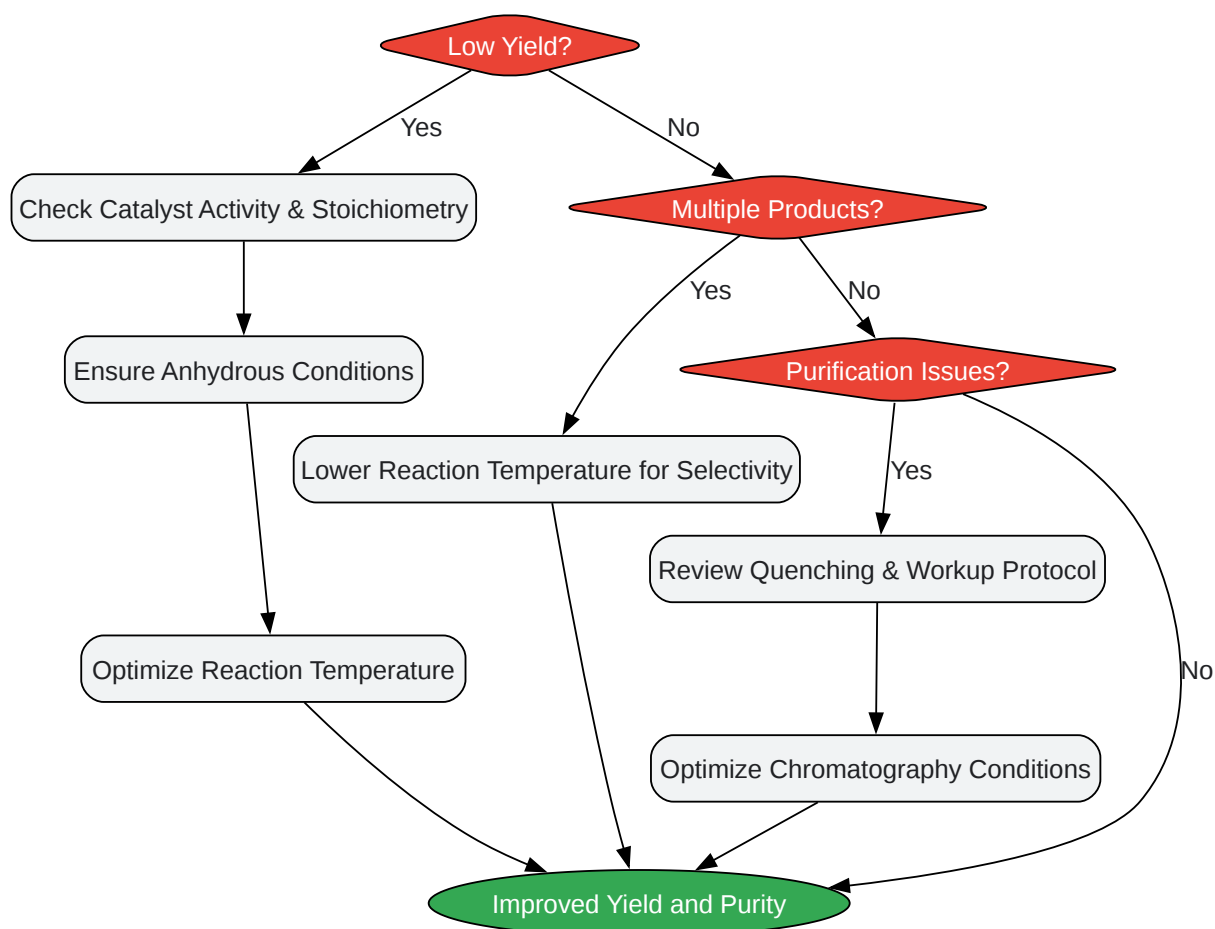 Low Yield?
Yes
No
Check Catalyst Activity & Stoichiometry
Multiple Products?
Yes
No
Ensure Anhydrous Conditions
Purification Issues?
Lower Reaction Temperature for Selectivity
Yes
Review Quenching & Workup Protocol
Optimize Reaction Temperature
No
Optimize Chromatography Conditions
Improved Yield and Purity